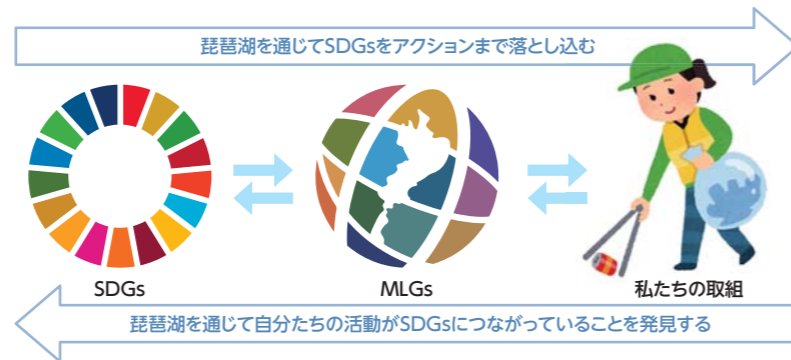 琵琶湖を通じてSDGsをアクションまで落とし込む
SDGs
MLGs
私たちの取組
琵琶湖を通じて自分たちの活動がSDGsにつながっていることを発見する